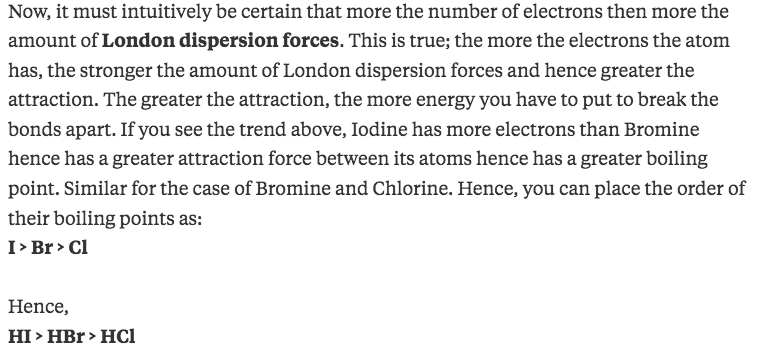 Now, it must intuitively be certain that more the number of electrons then more the
amount of London dispersion forces. This is true; the more the electrons the atom
has, the stronger the amount of London dispersion forces and hence greater the
attraction. The greater the attraction, the more energy you have to put to break the
bonds apart. If you see the trend above, Iodine has more electrons than Bromine
hence has a greater attraction force between its atoms hence has a greater boiling
point. Similar for the case of Bromine and Chlorine. Hence, you can place the order of
their boiling points as:
I > Br > Cl
Hence,
HI > HBr > HCl